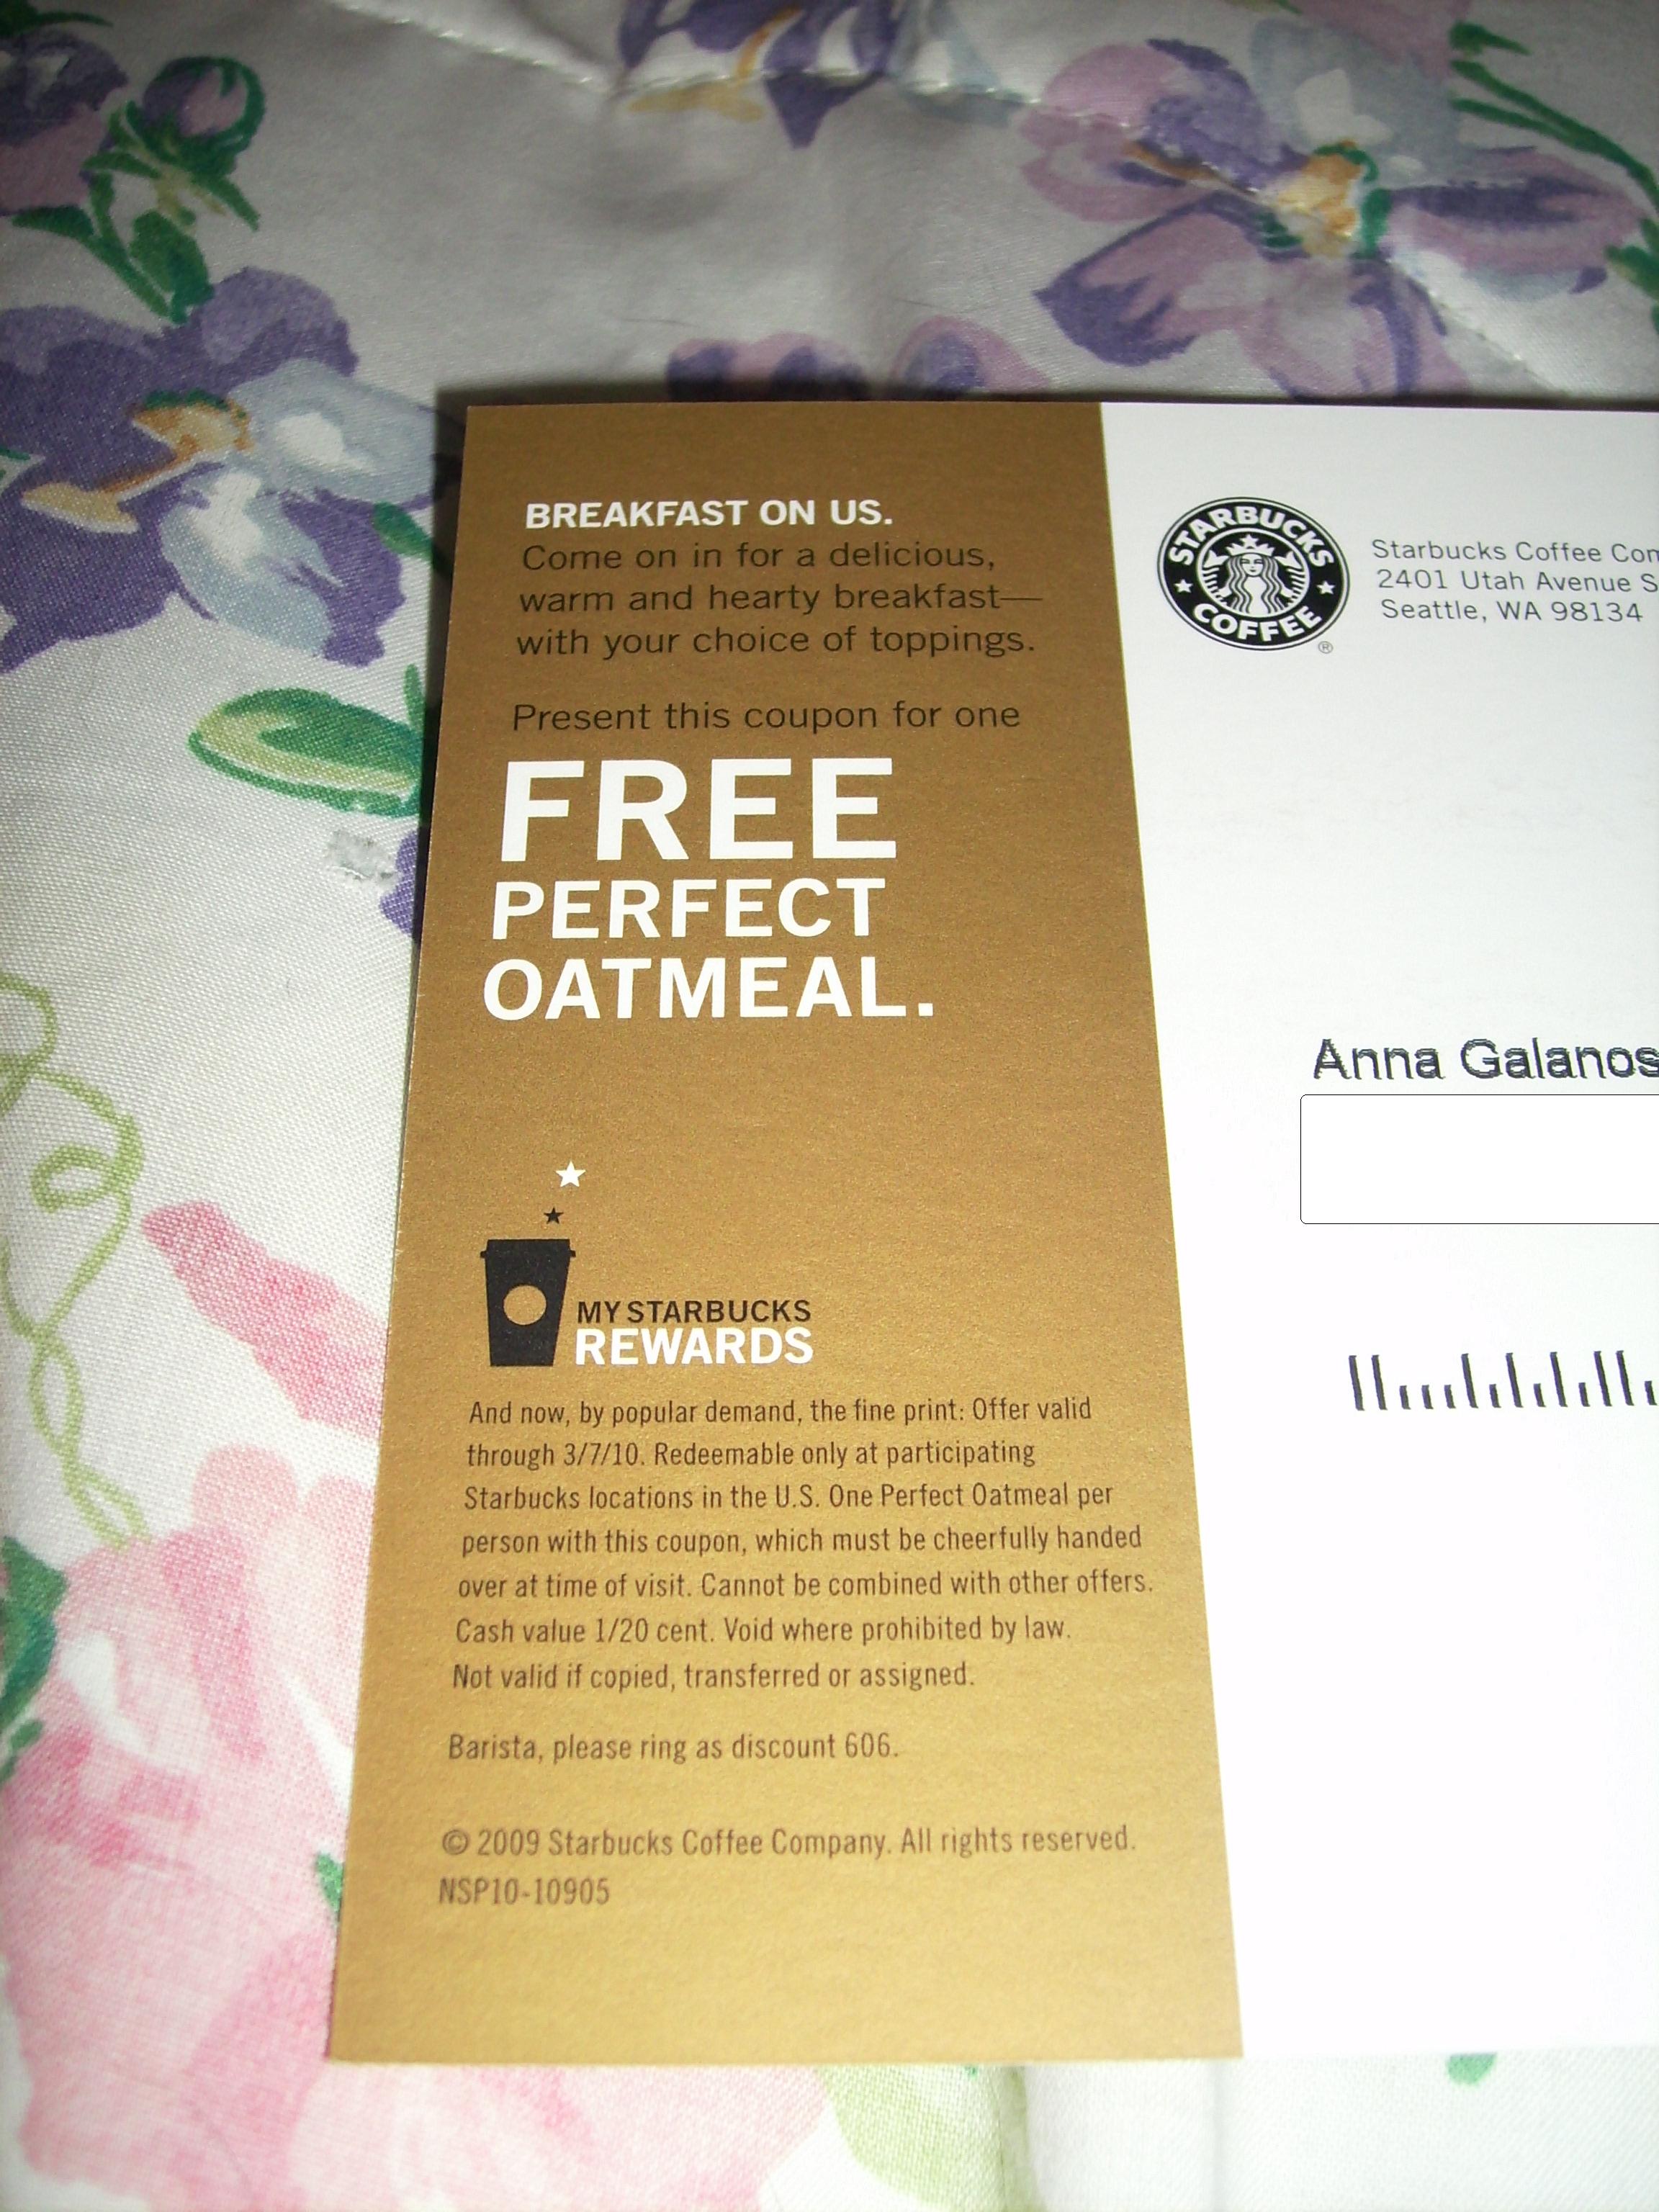 BREAKFAST ON US.
Come on in for a delicious,
warm and hearty breakfast—
with your choice of toppings.
Present this coupon for one
FREE
PERFECT
OATMEAL.
MY STARBUCKS
REWARDS
And now, by popular demand, the fine print: Offer valid
through 3/7/10. Redeemable only at participating
Starbucks locations in the U.S. One Perfect Oatmeal per
person with this coupon, which must be cheerfully handed
over at time of visit. Cannot be combined with other offers.
Cash value 1/20 cent. Void where prohibited by law.
Not valid if copied, transferred or assigned.
Barista, please ring as discount 606.
© 2009 Starbucks Coffee Company. All rights reserved.
NSP10-10905
STARBUCKS
COFFEE
®
Starbucks Coffee Com
2401 Utah Avenue S
Seattle, WA 98134
Anna Galanos